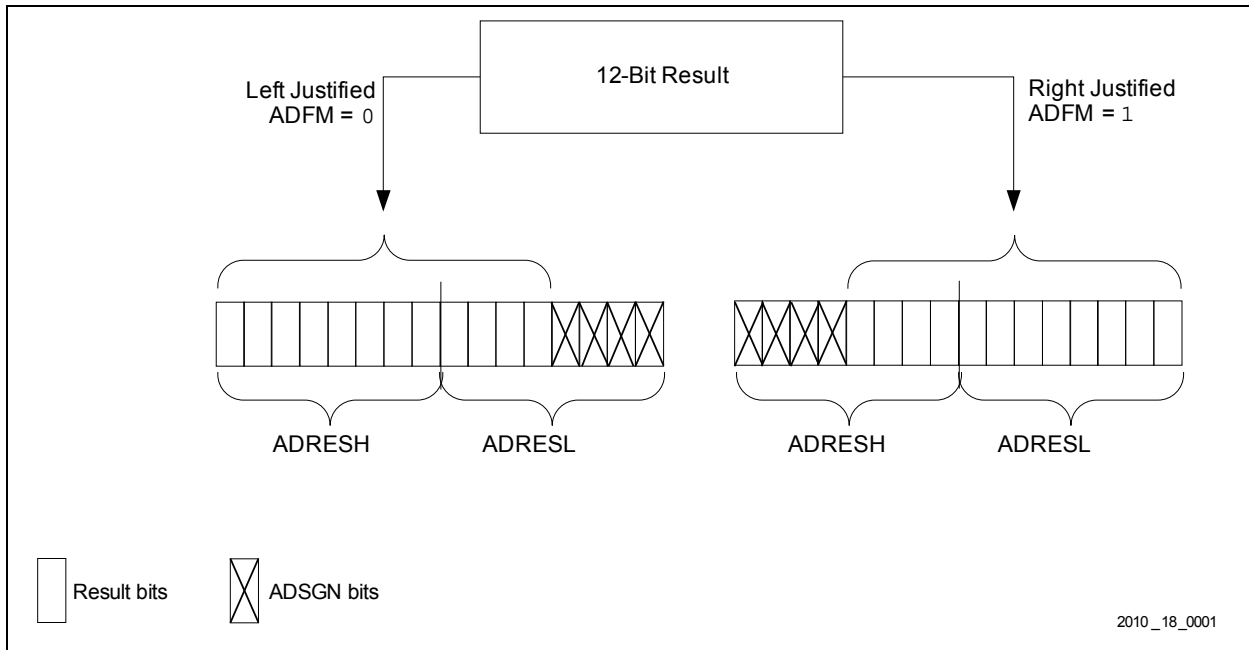 12-Bit Result
Left Justified
ADFM = 0
Right Justified
ADFM = 1
ADRESH
ADRESL
ADRESH
ADRESL
Result bits
ADSGN bits
2010_18_0001